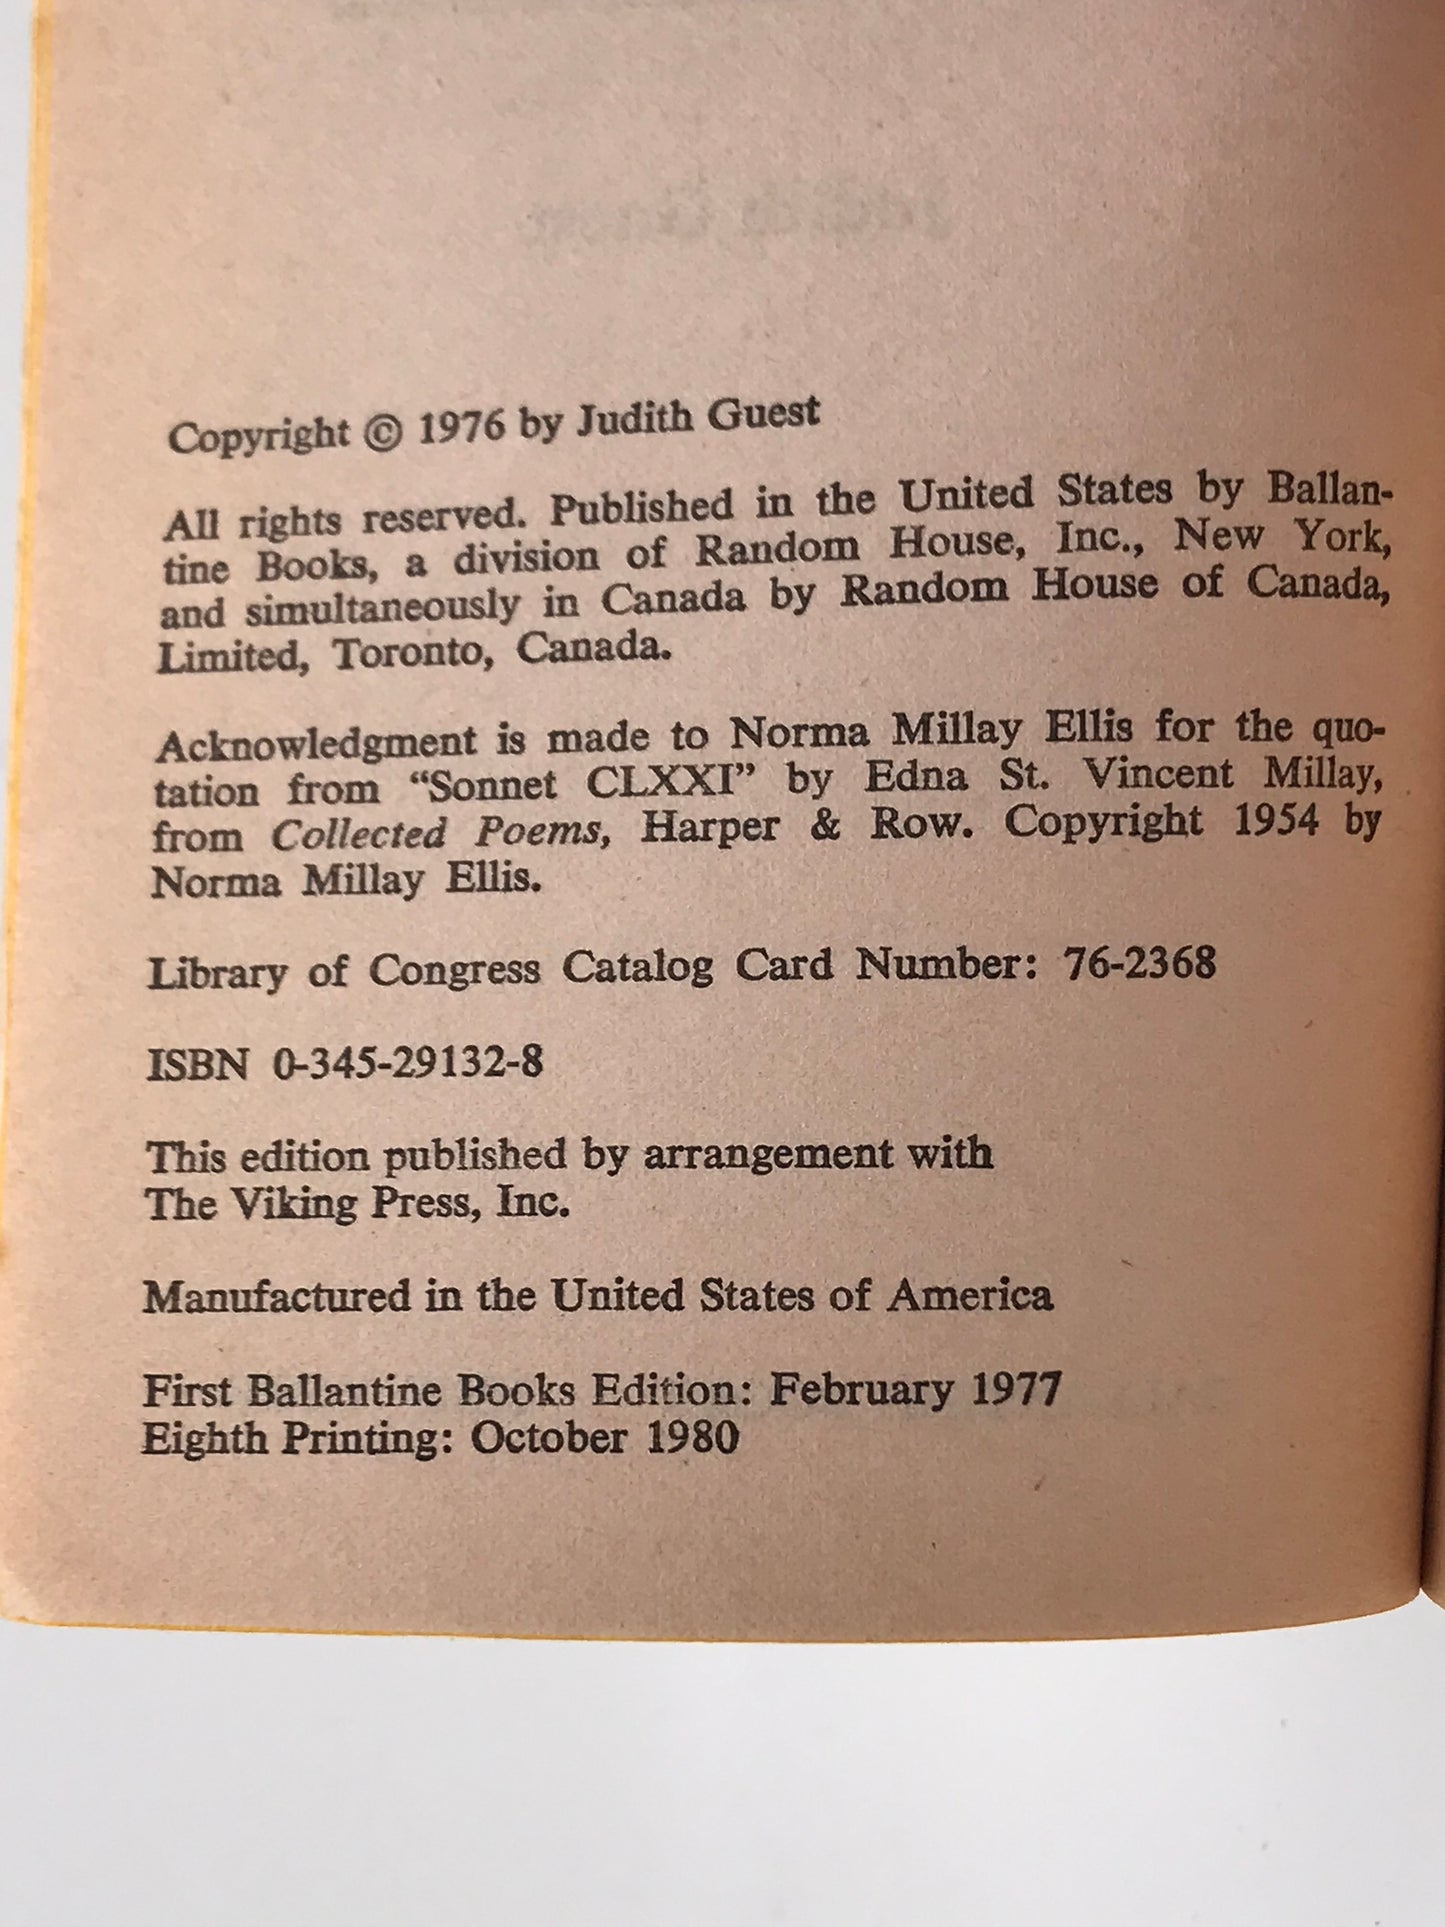 Copyright © 1976 by Judith Guest
All rights reserved. Published in the United States by Ballan-
tine Books, a division of Random House, Inc., New York,
and simultaneously in Canada by Random House of Canada,
Limited, Toronto, Canada.
Acknowledgment is made to Norma Millay Ellis for the quo-
tation from “Sonnet CLXXI” by Edna St. Vincent Millay,
from Collected Poems, Harper & Row. Copyright 1954 by
Norma Millay Ellis.
Library of Congress Catalog Card Number: 76-2368
ISBN 0-345-29132-8
This edition published by arrangement with
The Viking Press, Inc.
Manufactured in the United States of America
First Ballantine Books Edition: February 1977
Eighth Printing: October 1980